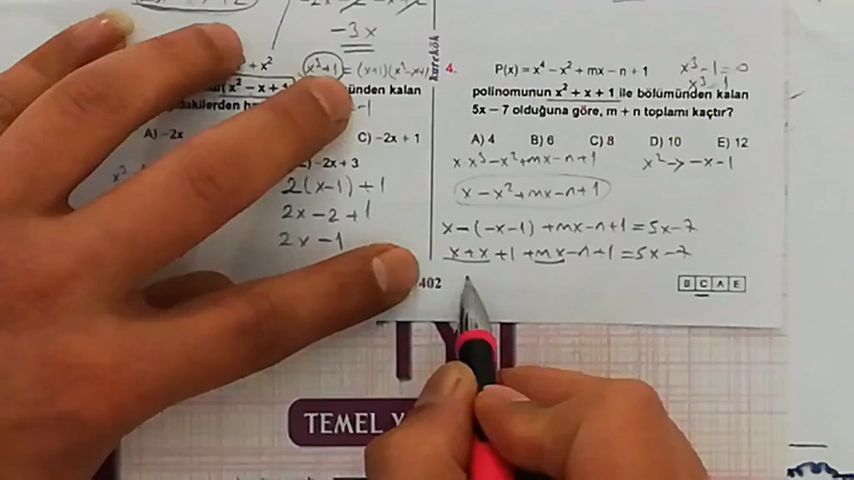 -3x
x³+1 = (x+1)(x²-x+1)
x² - x + 1
ünden kalan
-1
A) -2x
C) -2x + 1
-2x + 3
2(x-1)+1
2x-2+1
2x-1
402
karekök
4.
P(x) = x⁴ - x² + mx - n + 1
x³-1=0
x³=1
polinomunun x² + x + 1 ile bölümünden kalan
5x - 7 olduğuna göre, m + n toplamı kaçtır?
A) 4 B) 6 C) 8 D) 10 E) 12
x·x³-x²+mx-n+1
x²→-x-1
x-x²+mx-n+1
x-(-x-1)+mx-n+1=5x-7
x+x+1+mx-n+1=5x-7
B C A E
TEMEL Y